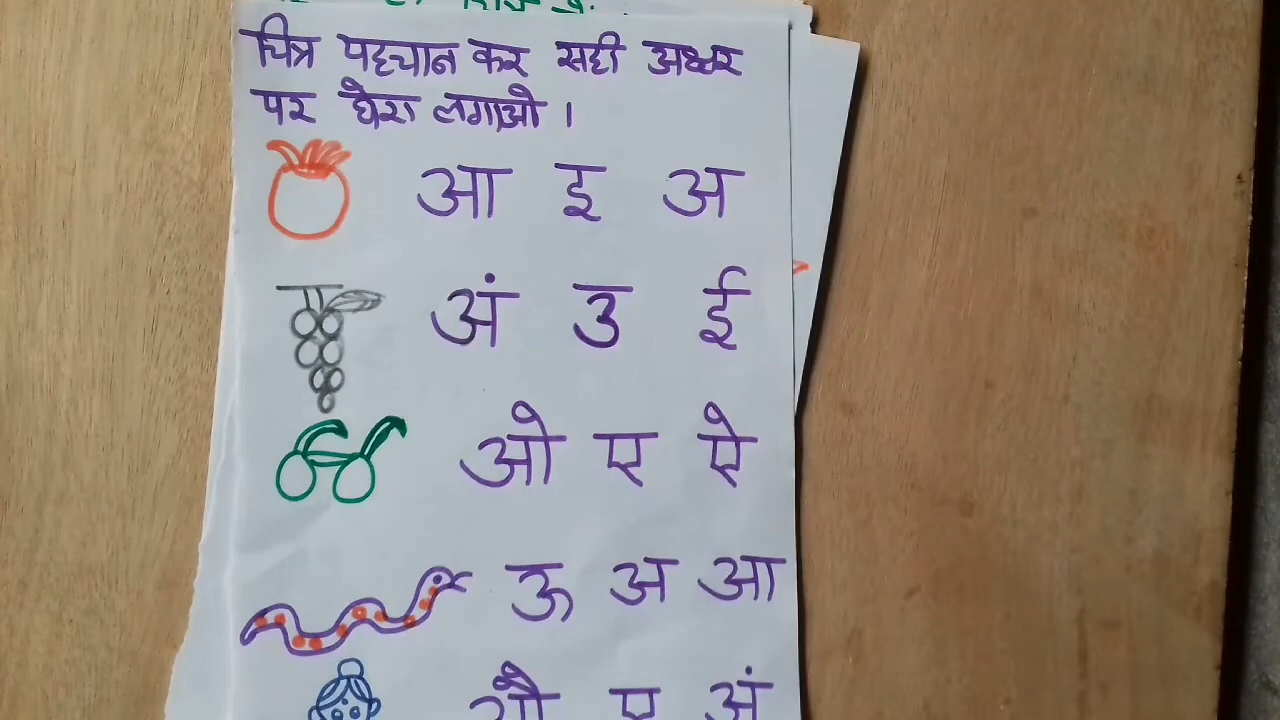 चित्र पहचान कर सही अक्षर
पर घेरा लगाओ ।
आ इ अ
अं उ ई
ओ ए ऐ
ऊ अ आ
औ ए अं